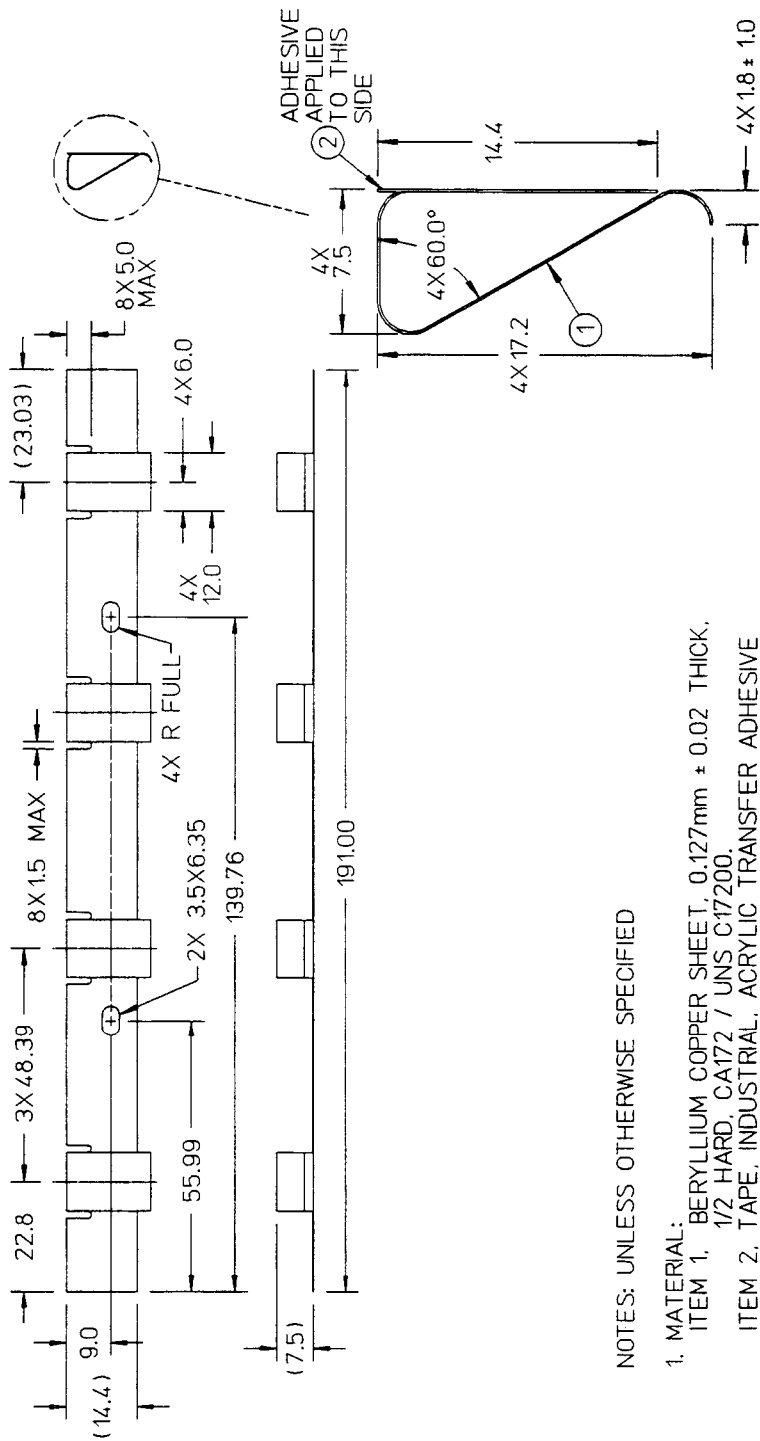 22.8
3X 48.39
8X1.5 MAX
(23.03)
8X5.0
MAX
9.0
(14.4)
55.99
2X 3.5X6.35
139.76
4X R FULL
4X
12.0
4X6.0
(7.5)
191.00
ADHESIVE
APPLIED
TO THIS
SIDE
2
4X
7.5
4X60.0°
14.4
4X17.2
1
4X1.8 ± 1.0
NOTES: UNLESS OTHERWISE SPECIFIED
1. MATERIAL:
ITEM 1, BERYLLIUM COPPER SHEET, 0.127mm ± 0.02 THICK,
1/2 HARD, CA172 / UNS C17200.
ITEM 2, TAPE, INDUSTRIAL, ACRYLIC TRANSFER ADHESIVE